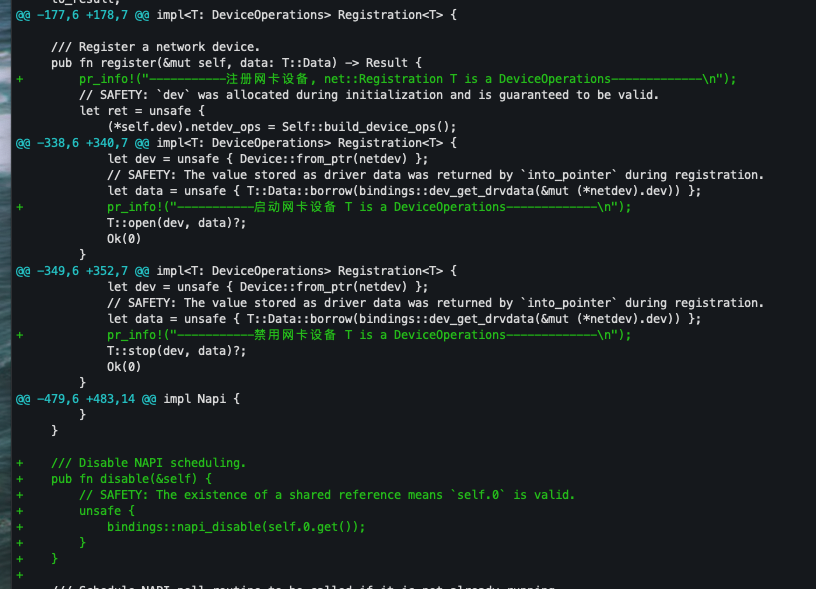 to_result,
@@ -177,6 +178,7 @@ impl<T: DeviceOperations> Registration<T> {
/// Register a network device.
pub fn register(&mut self, data: T::Data) -> Result {
+ pr_info!("-----------注册网卡设备, net::Registration T is a DeviceOperations-------------\n");
// SAFETY: `dev` was allocated during initialization and is guaranteed to be valid.
let ret = unsafe {
(*self.dev).netdev_ops = Self::build_device_ops();
@@ -338,6 +340,7 @@ impl<T: DeviceOperations> Registration<T> {
let dev = unsafe { Device::from_ptr(netdev) };
// SAFETY: The value stored as driver data was returned by `into_pointer` during registration.
let data = unsafe { T::Data::borrow(bindings::dev_get_drvdata(&mut (*netdev).dev)) };
+ pr_info!("-----------启动网卡设备 T is a DeviceOperations-------------\n");
T::open(dev, data)?;
Ok(0)
}
@@ -349,6 +352,7 @@ impl<T: DeviceOperations> Registration<T> {
let dev = unsafe { Device::from_ptr(netdev) };
// SAFETY: The value stored as driver data was returned by `into_pointer` during registration.
let data = unsafe { T::Data::borrow(bindings::dev_get_drvdata(&mut (*netdev).dev)) };
+ pr_info!("-----------禁用网卡设备 T is a DeviceOperations-------------\n");
T::stop(dev, data)?;
Ok(0)
}
@@ -479,6 +483,14 @@ impl Napi {
}
}
+ /// Disable NAPI scheduling.
+ pub fn disable(&self) {
+ // SAFETY: The existence of a shared reference means `self.0` is valid.
+ unsafe {
+ bindings::napi_disable(self.0.get());
+ }
+ }
+
/// Schedule NAPI poll routine to be called if it is not already running